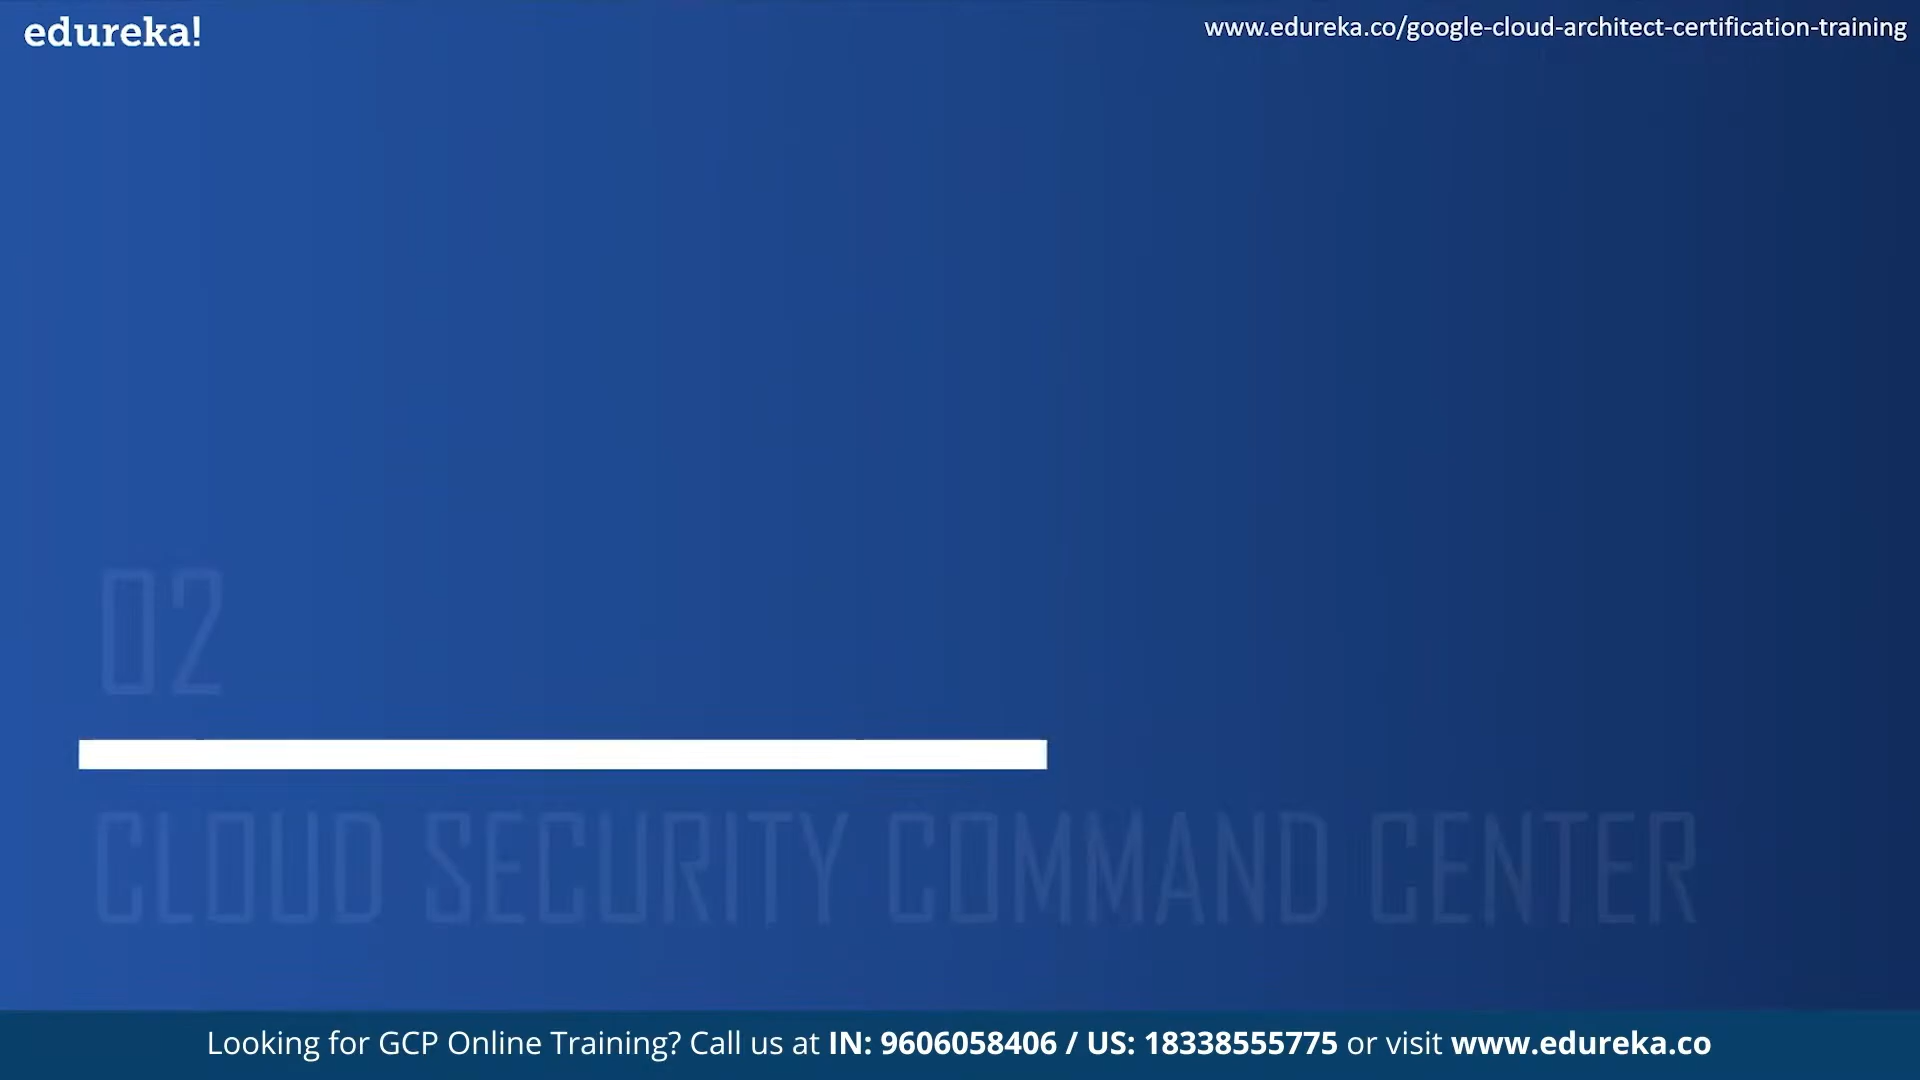 edureka!
www.edureka.co/google-cloud-architect-certification-training
02
CLOUD SECURITY COMMAND CENTER
Looking for GCP Online Training? Call us at IN: 9606058406 / US: 18338555775 or visit www.edureka.co